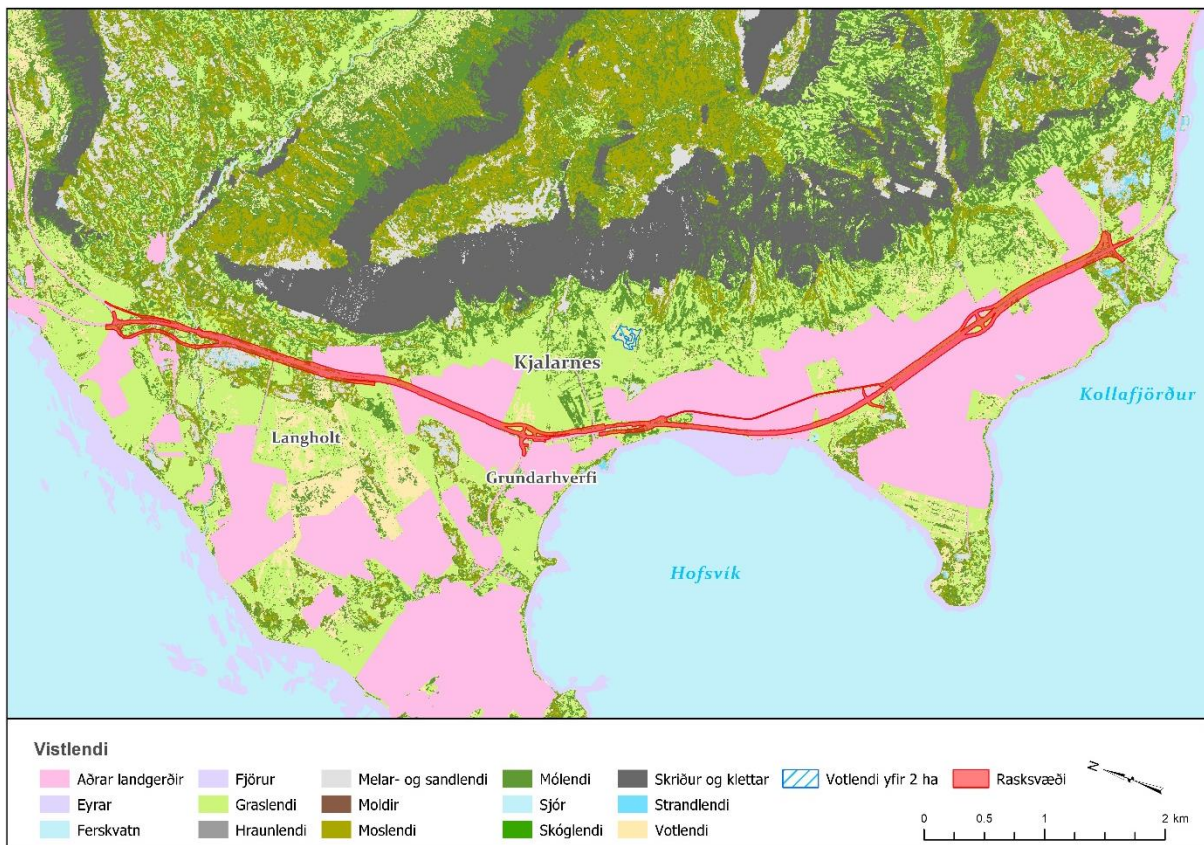 Kjalarnes
Kollafjörður
Langholt
Grundarhverfi
Hofsvík
Vistlendi
Aðrar landgerðir
Fjörur
Melar- og sandlendi
Mólendi
Skriður og klettar
Votlendi yfir 2 ha
Rasksvæði
Eyrar
Graslendi
Moldir
Sjór
Strandlendi
Ferskvatn
Hraunlendi
Moslendi
Skóglendi
Votlendi
N
0 0.5 1 2 km